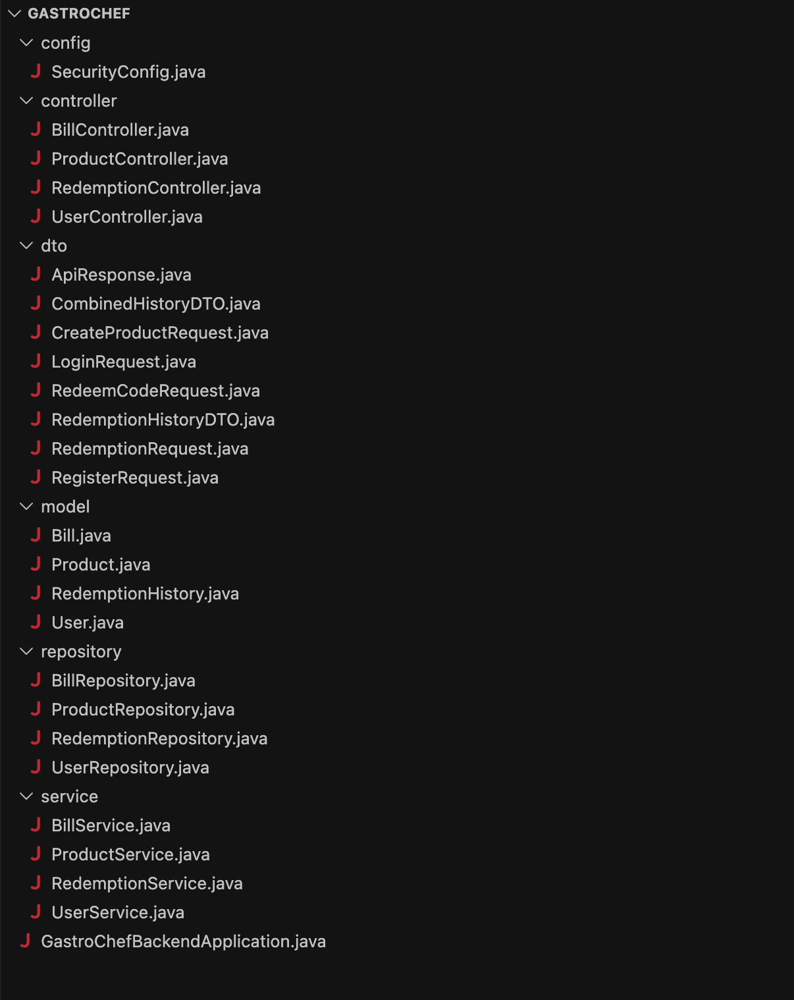 GASTROCHEF
config
SecurityConfig.java
controller
BillController.java
ProductController.java
RedemptionController.java
UserController.java
dto
ApiResponse.java
CombinedHistoryDTO.java
CreateProductRequest.java
LoginRequest.java
RedeemCodeRequest.java
RedemptionHistoryDTO.java
RedemptionRequest.java
RegisterRequest.java
model
Bill.java
Product.java
RedemptionHistory.java
User.java
repository
BillRepository.java
ProductRepository.java
RedemptionRepository.java
UserRepository.java
service
BillService.java
ProductService.java
RedemptionService.java
UserService.java
GastroChefBackendApplication.java